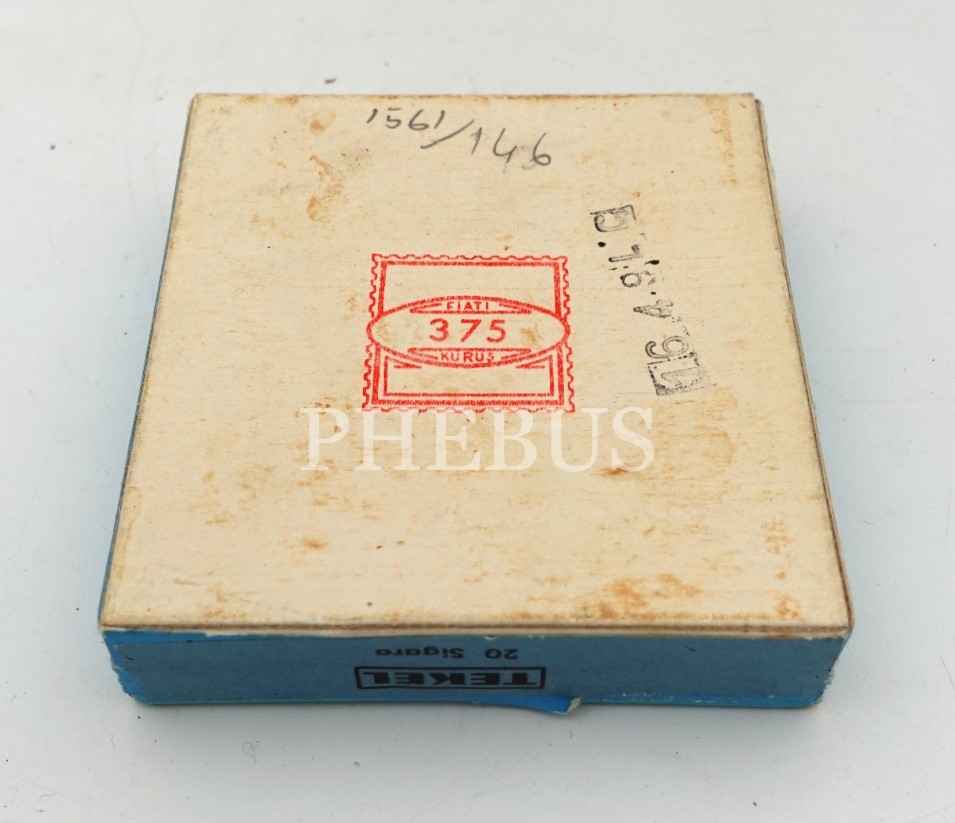 1561/146
FİATI
375
KURUŞ
PHEBUS
TEKEL
20 Sigara